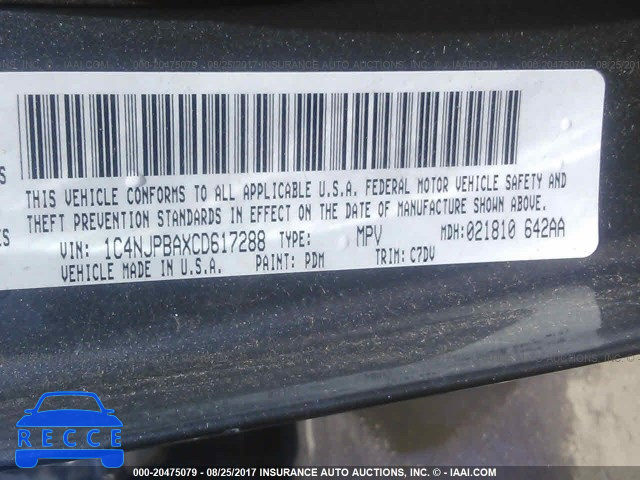 THIS VEHICLE CONFORMS TO ALL APPLICABLE U.S.A. FEDERAL MOTOR VEHICLE SAFETY AND
THEFT PREVENTION STANDARDS IN EFFECT ON THE DATE OF MANUFACTURE SHOWN ABOVE.
VIN: 1C4NJPBAXCD617288 TYPE: MPV MDH:021810 642AA
VEHICLE MADE IN U.S.A. PAINT: PDM TRIM: C7DV
RECCE
000-20475079 - 08/25/2017 INSURANCE AUTO AUCTIONS, INC. - © - IAAI.COM